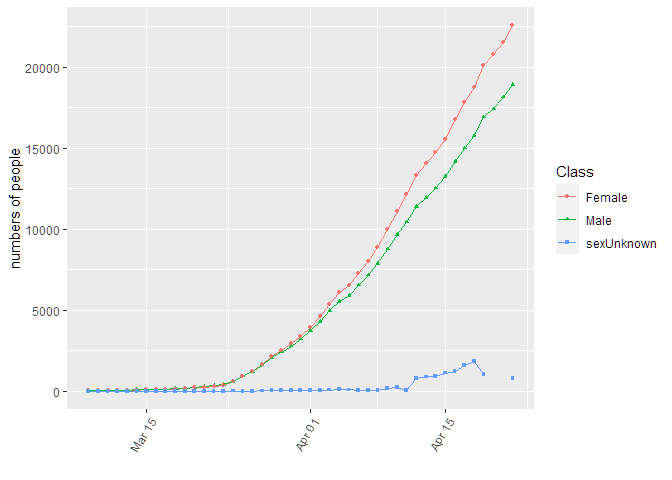 numbers of people
20000
15000
10000
5000
0
Mar 15
Apr 01
Apr 15
Class
Female
Male
sexUnknown